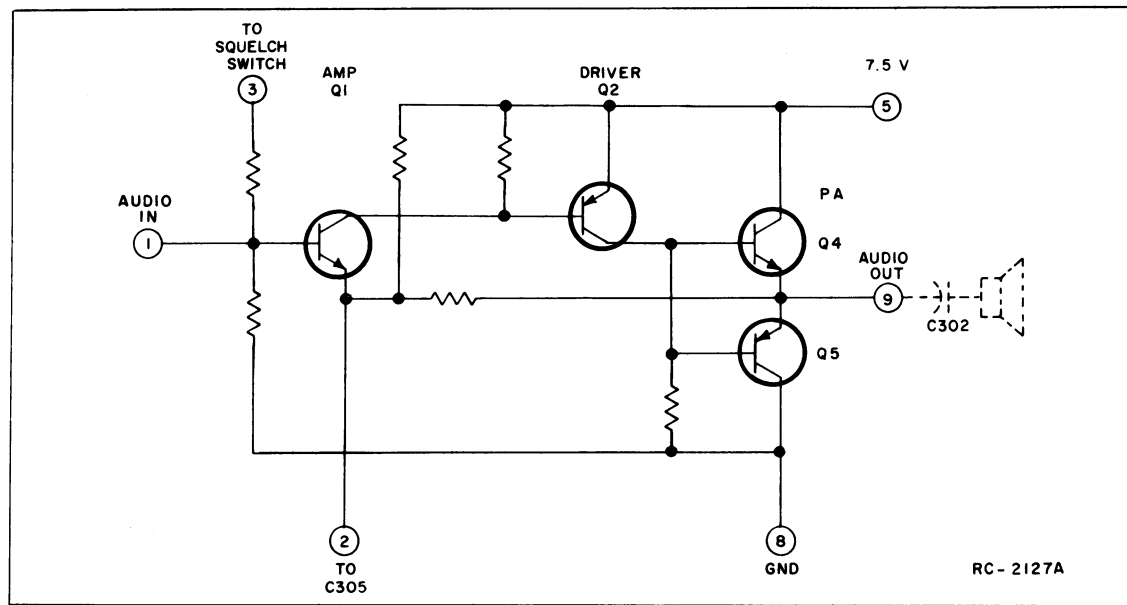 TO
SQUELCH
SWITCH
3
AMP
Q1
DRIVER
Q2
7.5 V
5
AUDIO
IN
1
PA
Q4
AUDIO
OUT
9
C302
Q5
2
TO
C305
8
GND
RC-2127A